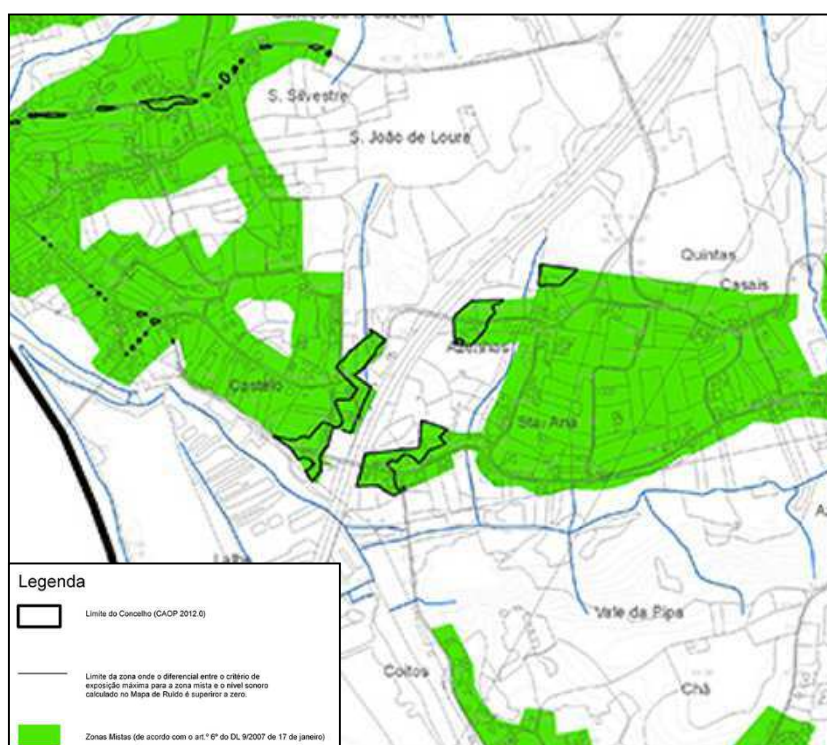 S. Silvestre
S. João de Loure
Quintas
Casais
Castelo
Sta. Ana
Vale da Pipa
Coitos
Chã
Legenda
Limite do Concelho (CAOP 2012.0)
Limite da zona onde o diferencial entre o critério de
exposição máxima para a zona mista e o nível sonoro
calculado no Mapa de Ruído é superiror a zero.
Zonas Mistas (de acordo com o art.º 6º do DL 9/2007 de 17 de janeiro)